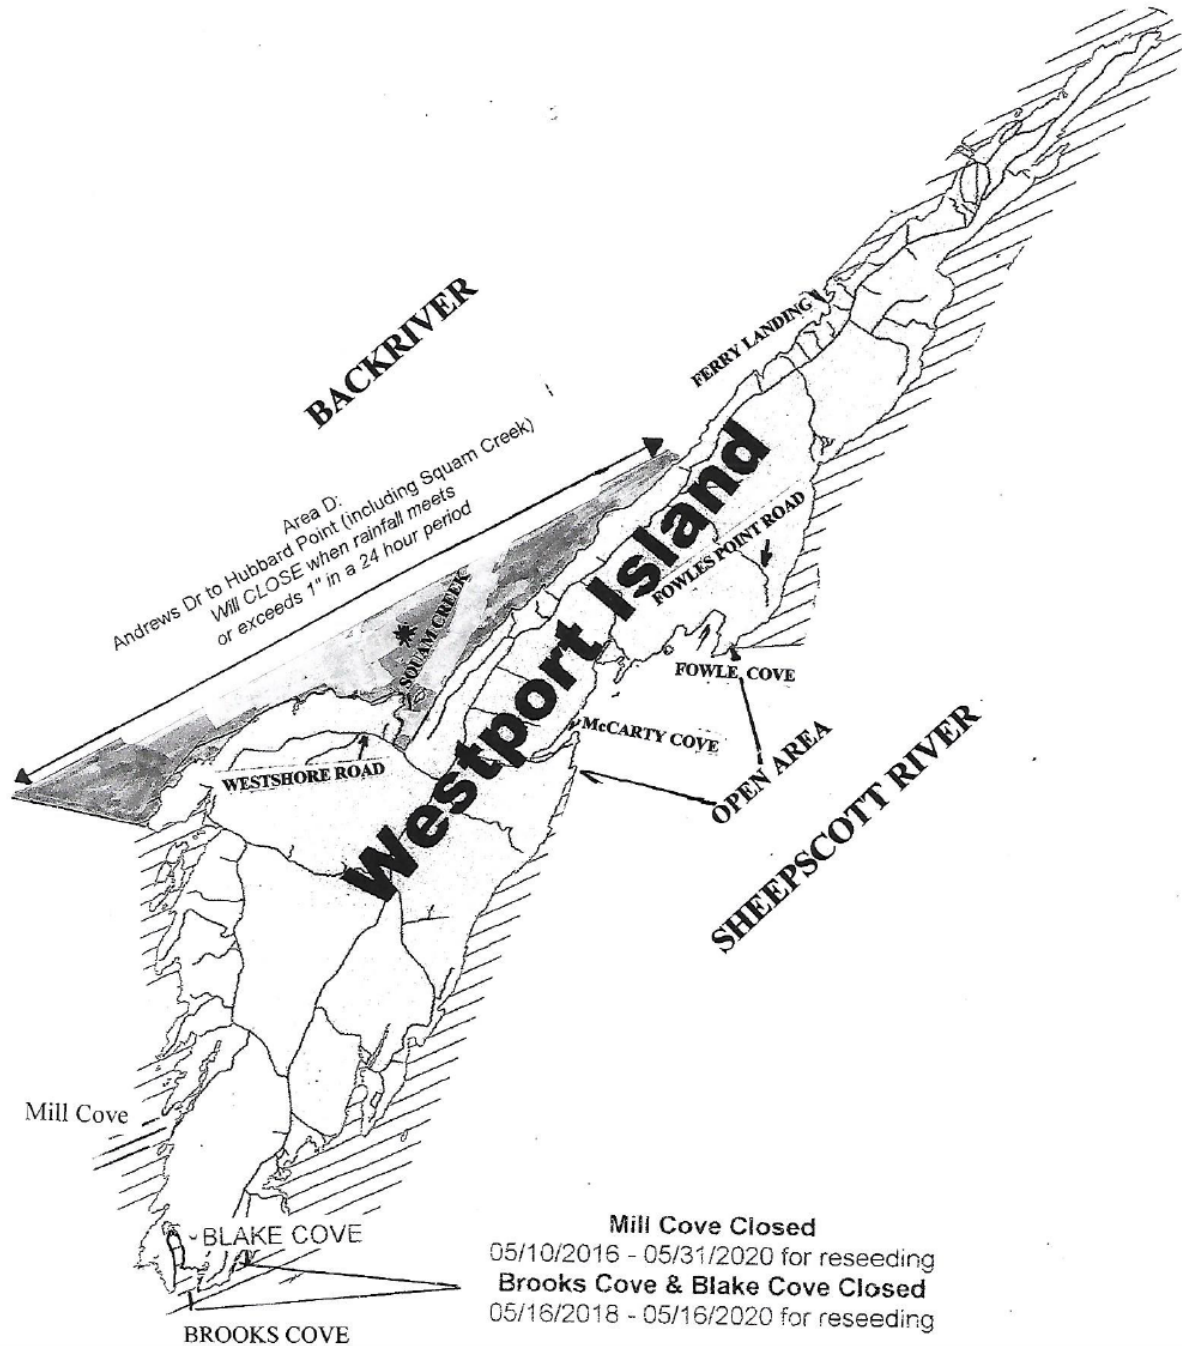 BACKRIVER
FERRY LANDING
Area D:
Andrews Dr to Hubbard Point (including Squam Creek)
Will CLOSE when rainfall meets
or exceeds 1" in a 24 hour period
Westport Island
FOWLES POINT ROAD
SQUAM CREEK
FOWLE COVE
McCARTY COVE
WESTSHORE ROAD
OPEN AREA
SHEEPSCOTT RIVER
Mill Cove
BLAKE COVE
BROOKS COVE
Mill Cove Closed
05/10/2016 - 05/31/2020 for reseeding
Brooks Cove & Blake Cove Closed
05/16/2018 - 05/16/2020 for reseeding